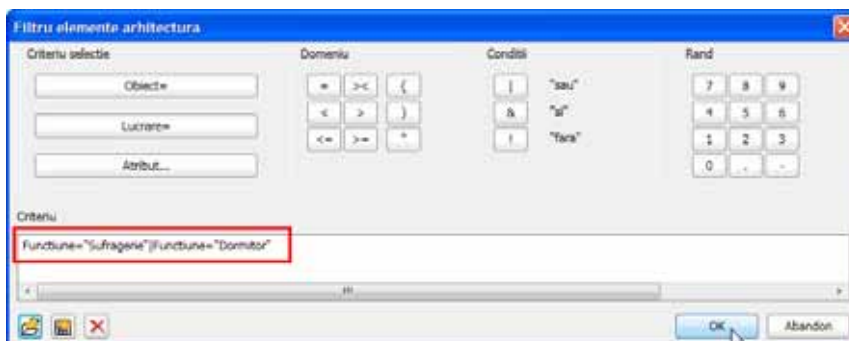 Filtru elemente arhitectura
Criteriu selectie Domeniu Conditii Rand
Obiect= = >< ( | "sau" 7 8 9
Lucrare= < > ) & "si" 4 5 6
Atribut... <= >= " ! "fara" 1 2 3
0 . -
Criteriu
Functiune="Sufragerie"|Functiune="Dormitor"
OK Abandon